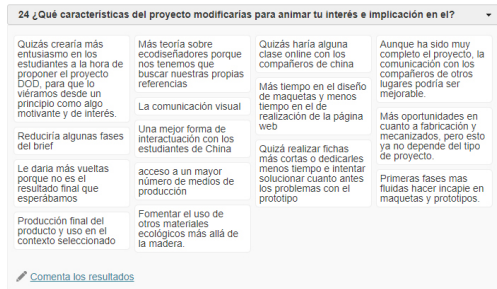 24 ¿Qué características del proyecto modificarías para animar tu interés e implicación en el?
Quizás crearía más
entusiasmo en los
estudiantes a la hora de
proponer el proyecto
DOD, para que lo
viéramos desde un
principio como algo
motivante y de interés.
Reduciría algunas fases
del brief
Le daria más vueltas
porque no es el
resultado final que
esperábamos
Producción final del
producto y uso en el
contexto seleccionado
Más teoría sobre
ecodiseñadores porque
nos tenemos que
buscar nuestras propias
referencias
La comunicación visual
Una mejor forma de
interactuación con los
estudiantes de China
acceso a un mayor
número de medios de
producción
Fomentar el uso de
otros materiales
ecológicos más allá de
la madera.
Quizás haría alguna
clase online con los
compañeros de china
Más tiempo en el diseño
de maquetas y menos
tiempo en el de
realización de la página
web
Quizá realizar fichas
más cortas o dedicarles
menos tiempo e intentar
solucionar cuanto antes
los problemas con el
prototipo
Aunque ha sido muy
completo el proyecto, la
comunicación con los
compañeros de otros
lugares podría ser
mejorable.
Más oportunidades en
cuanto a fabricación y
mecanizados, pero esto
ya no depende del tipo
de proyecto.
Primeras fases mas
fluidas hacer incapie en
maquetas y prototipos.
Comenta los resultados